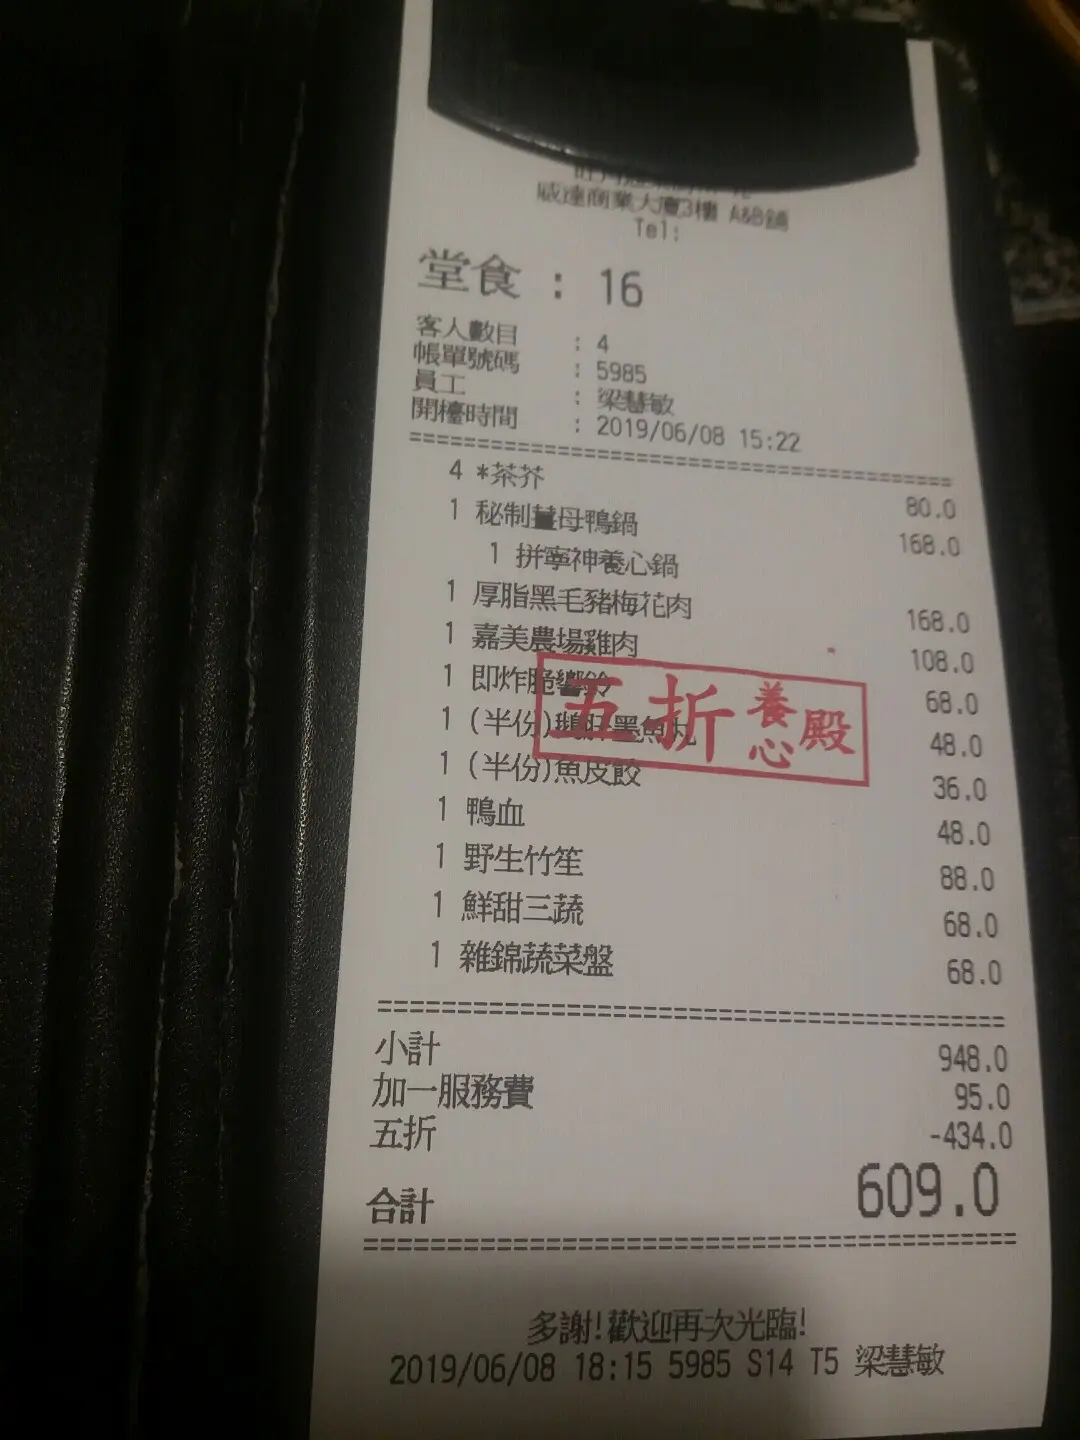 威達商業大廈3樓 A&B舖
Tel:
堂食 : 16
客人數目 : 4
帳單號碼 : 5985
員工 : 梁慧敏
開檯時間 : 2019/06/08 15:22
4 *茶芥 80.0
1 秘制薑母鴨鍋 168.0
1 拼寧神養心鍋
1 厚脂黑毛豬梅花肉 168.0
1 嘉美農場雞肉 108.0
1 即炸脆響鈴 68.0
1 (半份)鵝肝墨魚丸 48.0
1 (半份)魚皮餃 36.0
五折 養心殿
1 鴨血 48.0
1 野生竹笙 88.0
1 鮮甜三蔬 68.0
1 雜錦蔬菜盤 68.0
小計 948.0
加一服務費 95.0
五折 -434.0
合計 609.0
多謝!歡迎再次光臨!
2019/06/08 18:15 5985 S14 T5 梁慧敏